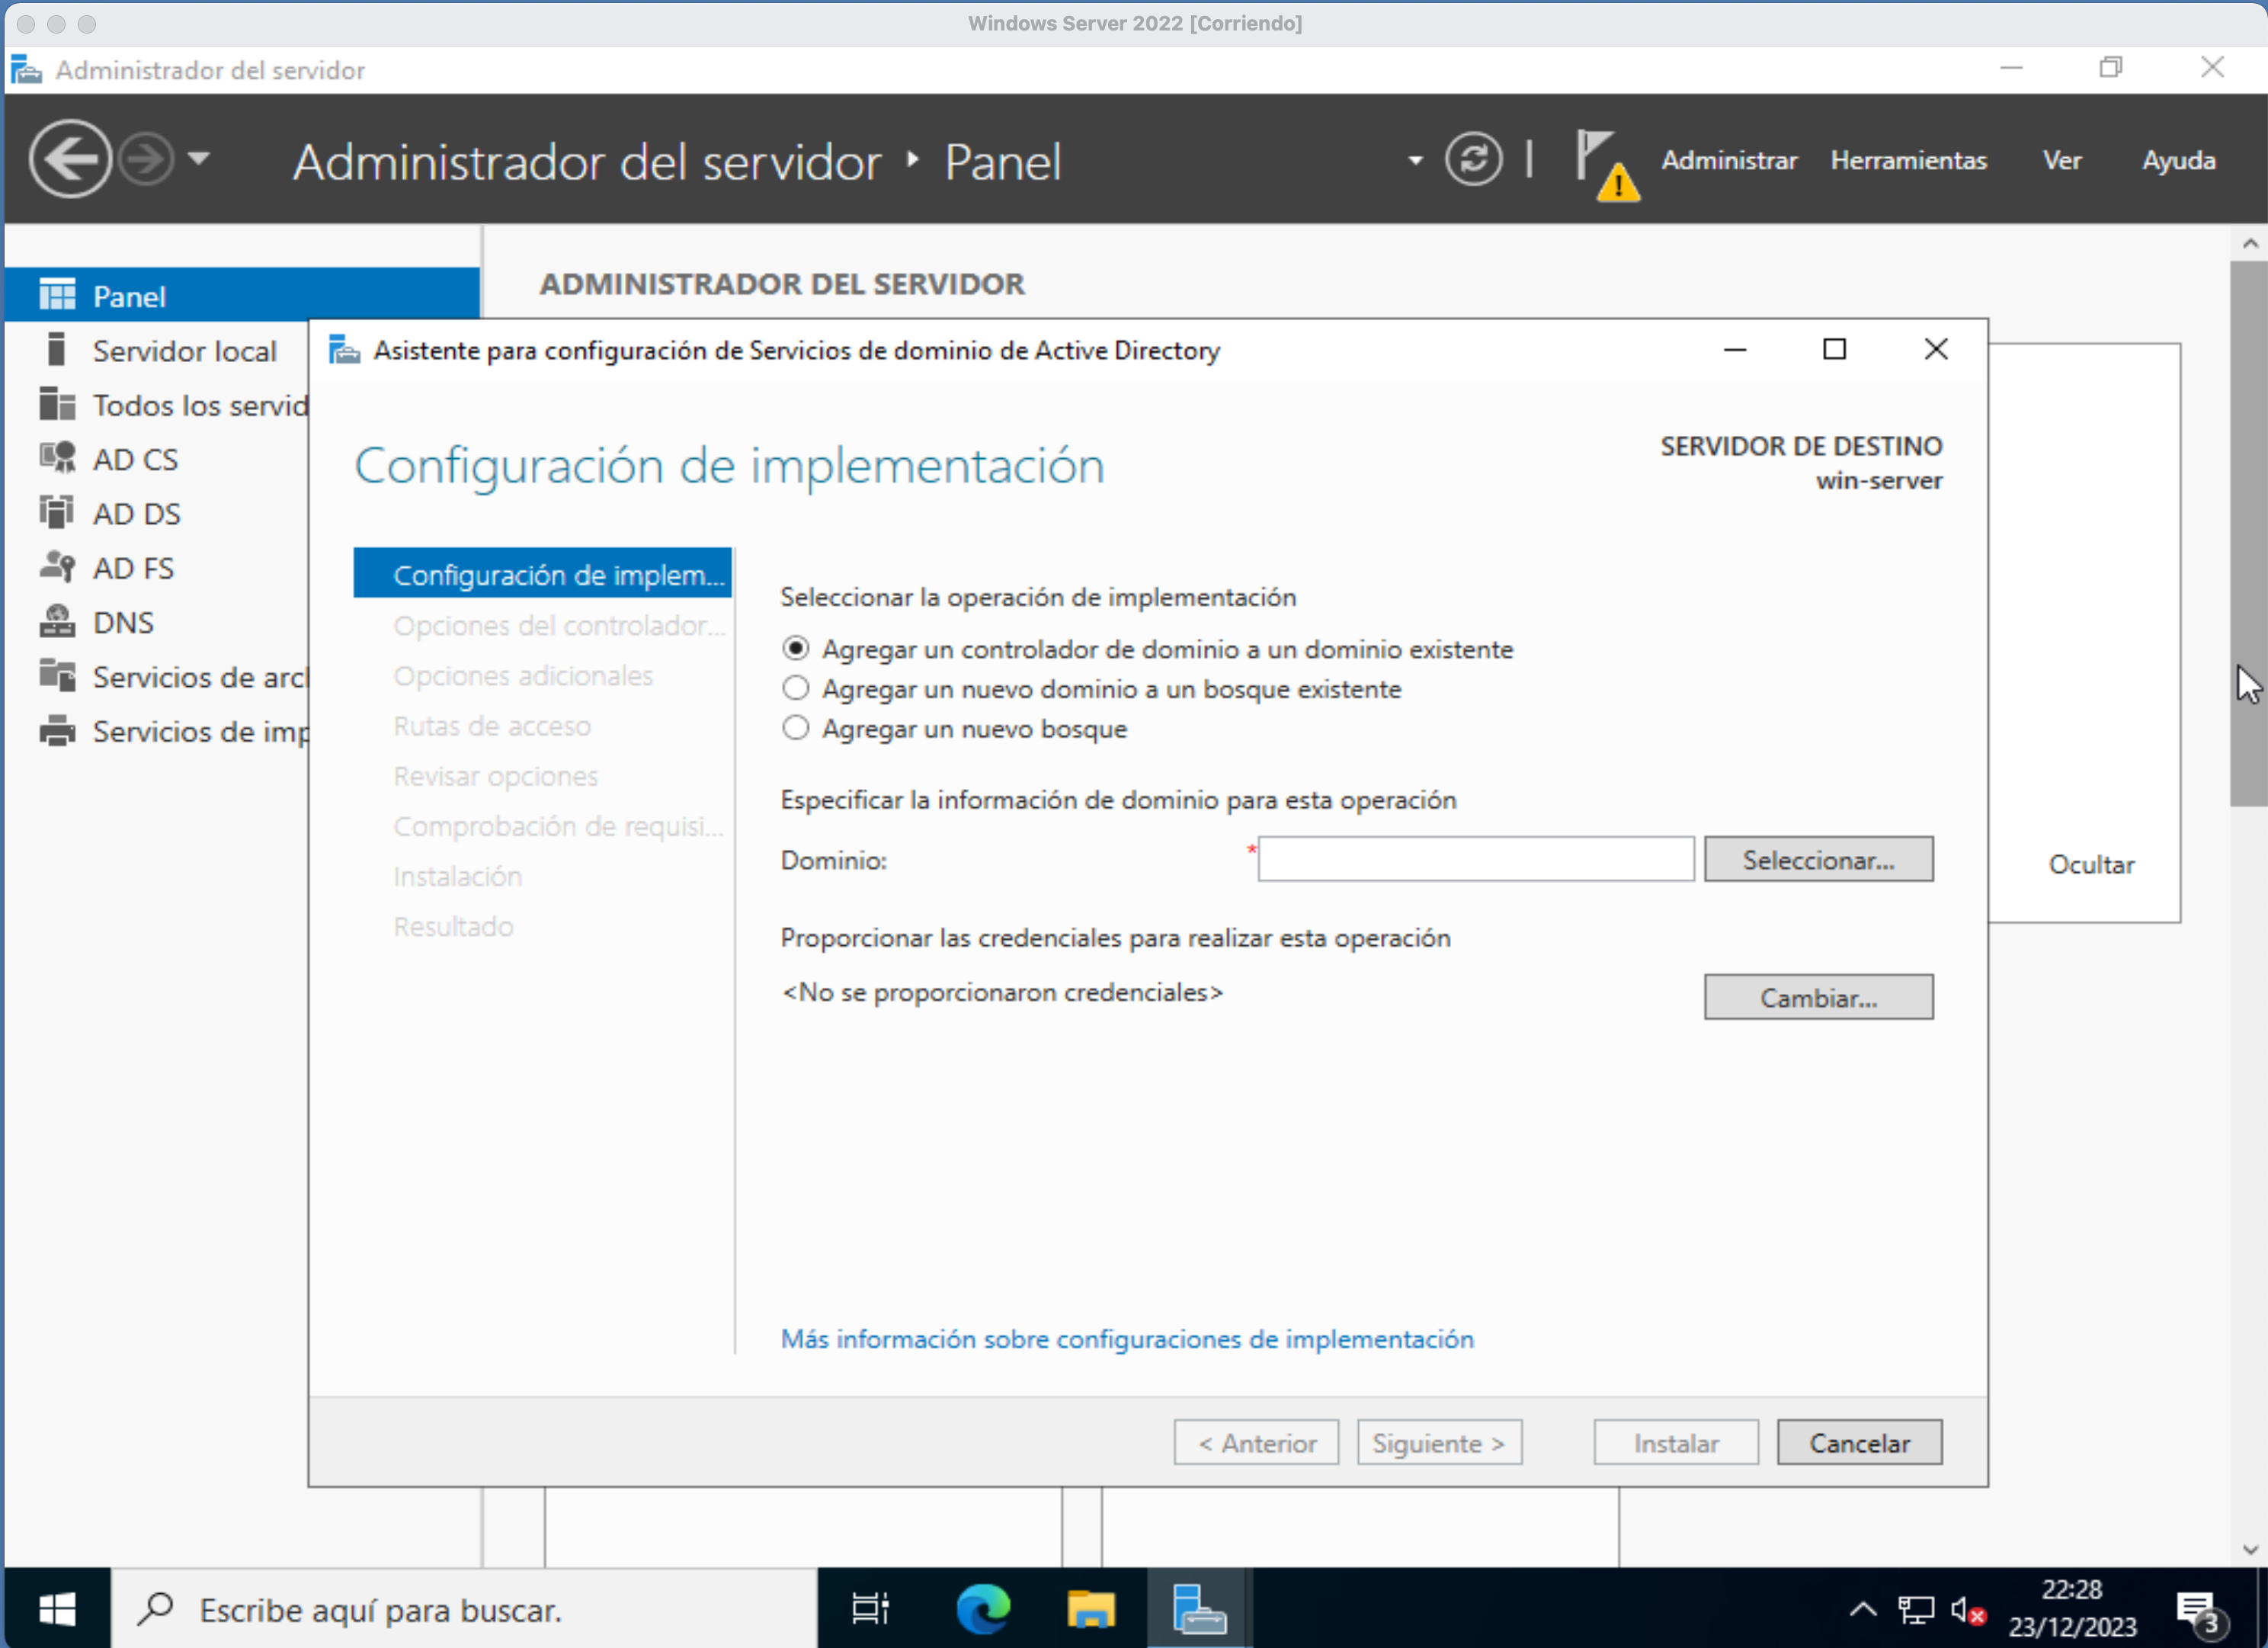 Windows Server 2022 [Corriendo]
Administrador del servidor
Administrador del servidor Panel
Administrar Herramientas Ver Ayuda
Panel
Servidor local
Todos los servid
AD CS
AD DS
AD FS
DNS
Servicios de arc
Servicios de imp
ADMINISTRADOR DEL SERVIDOR
Asistente para configuración de Servicios de dominio de Active Directory
Configuración de implementación
SERVIDOR DE DESTINO
win-server
Configuración de implem...
Opciones del controlador...
Opciones adicionales
Rutas de acceso
Revisar opciones
Comprobación de requisi...
Instalación
Resultado
Seleccionar la operación de implementación
Agregar un controlador de dominio a un dominio existente
Agregar un nuevo dominio a un bosque existente
Agregar un nuevo bosque
Especificar la información de dominio para esta operación
Dominio: * Seleccionar...
Proporcionar las credenciales para realizar esta operación
<No se proporcionaron credenciales> Cambiar...
Más información sobre configuraciones de implementación
< Anterior Siguiente > Instalar Cancelar
Ocultar
Escribe aquí para buscar.
22:28
23/12/2023
3